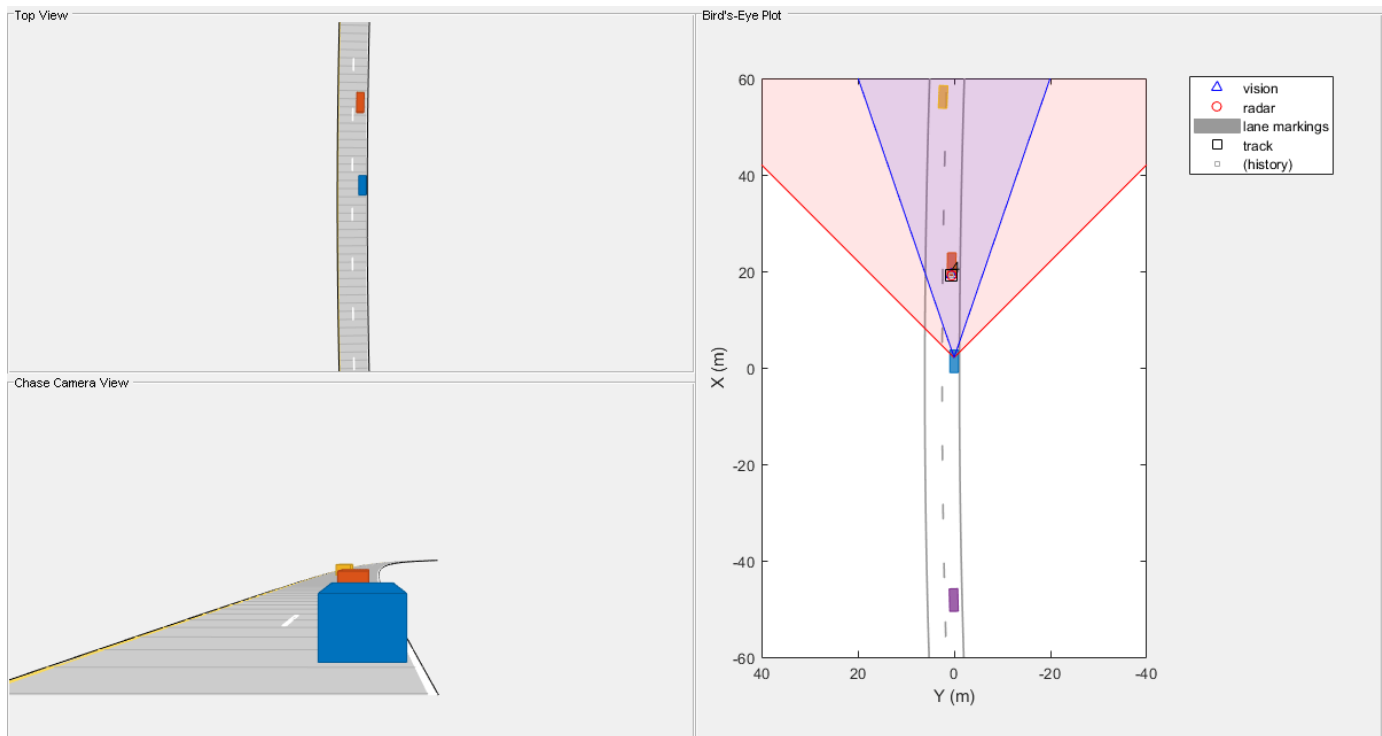 Top View
Chase Camera View
Bird's-Eye Plot
vision
radar
lane markings
track
(history)
60
40
20
0
-20
-40
-60
X (m)
40
20
0
-20
-40
Y (m)